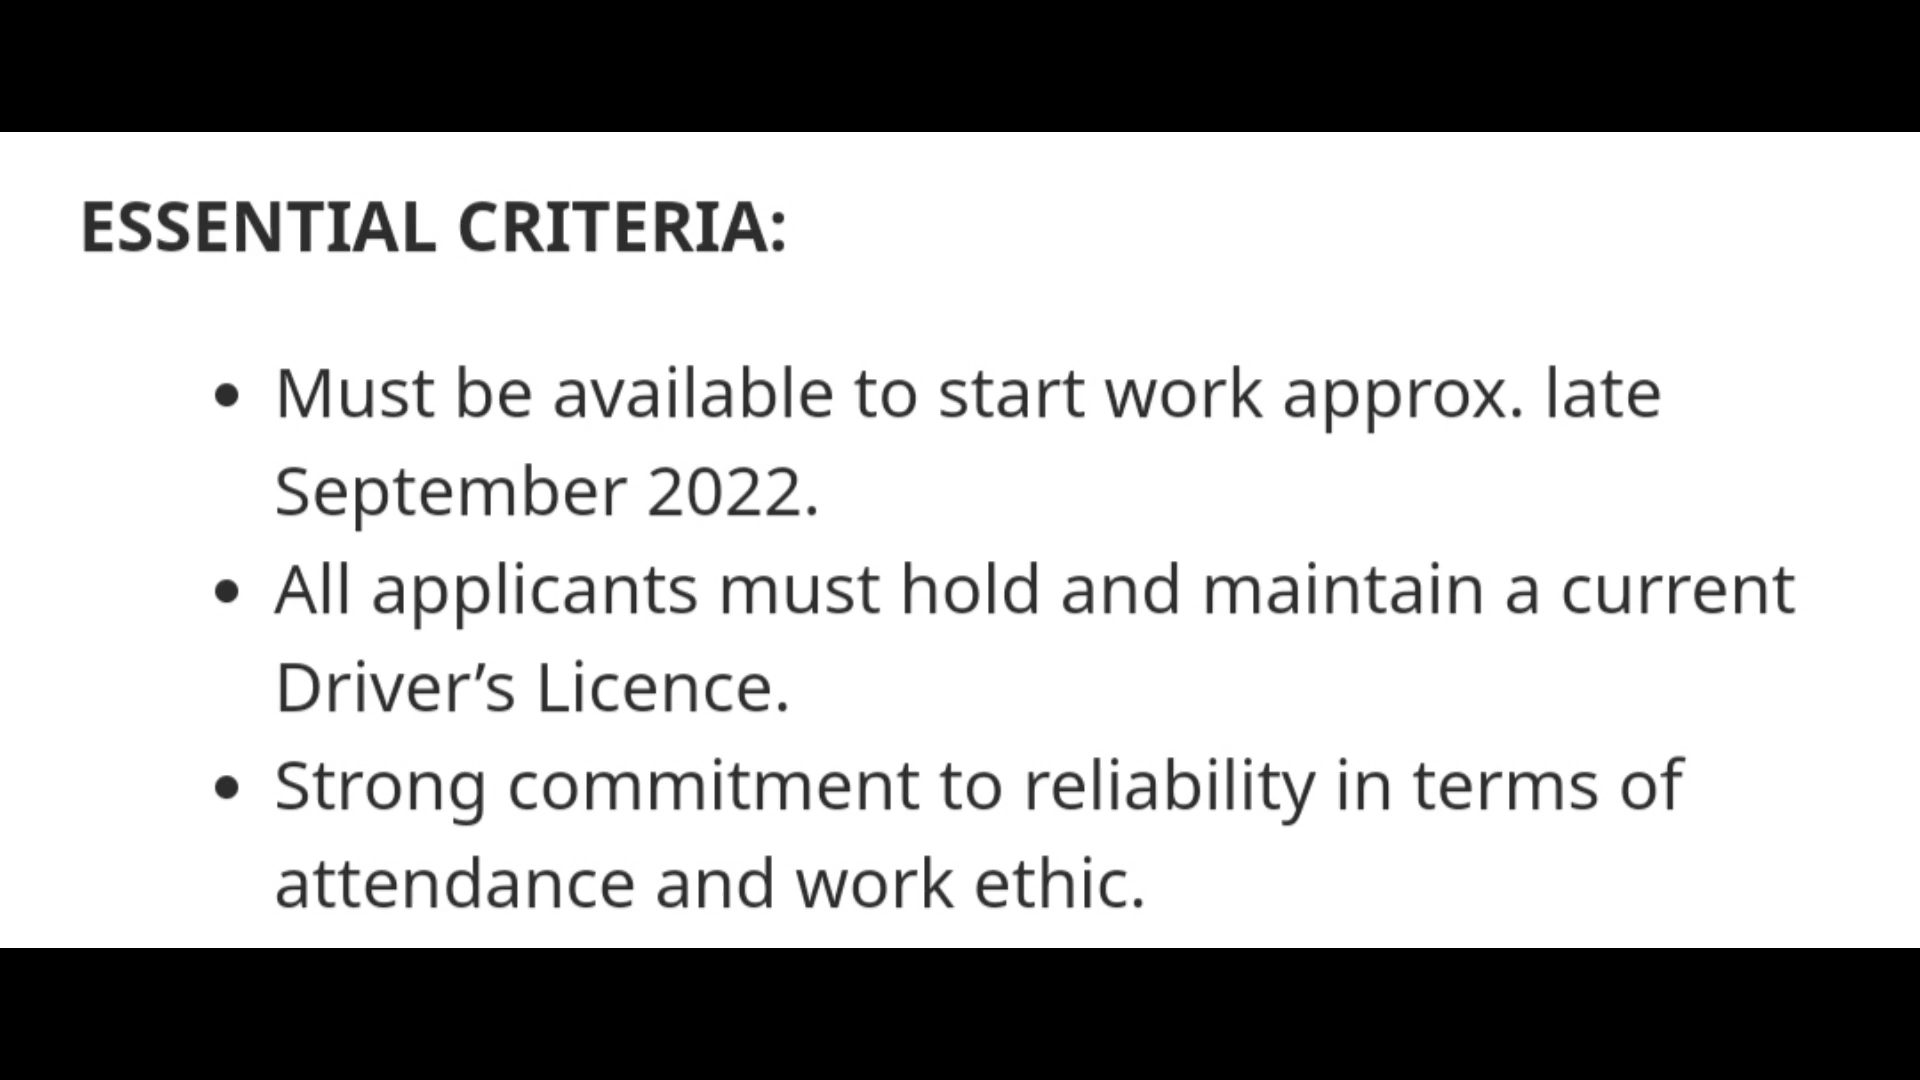 ESSENTIAL CRITERIA:
• Must be available to start work approx. late
September 2022.
• All applicants must hold and maintain a current
Driver’s Licence.
• Strong commitment to reliability in terms of
attendance and work ethic.